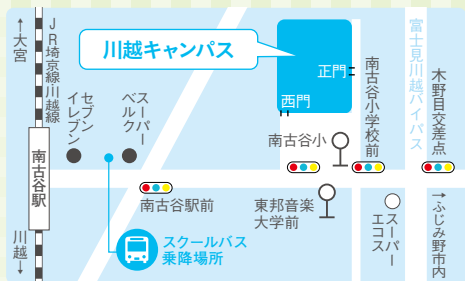 ↑大宮
JR埼京線川越線
南古谷駅
川越↓
セブン
イレブン
スーパー
ベルク
川越キャンパス
正門
西門
南古谷小
南古谷小学校前
富士見川越バイパス
木野目交差点
南古谷駅前
東邦音楽
大学前
スーパー
エコス
→ふじみ野市内
スクールバス
乗降場所